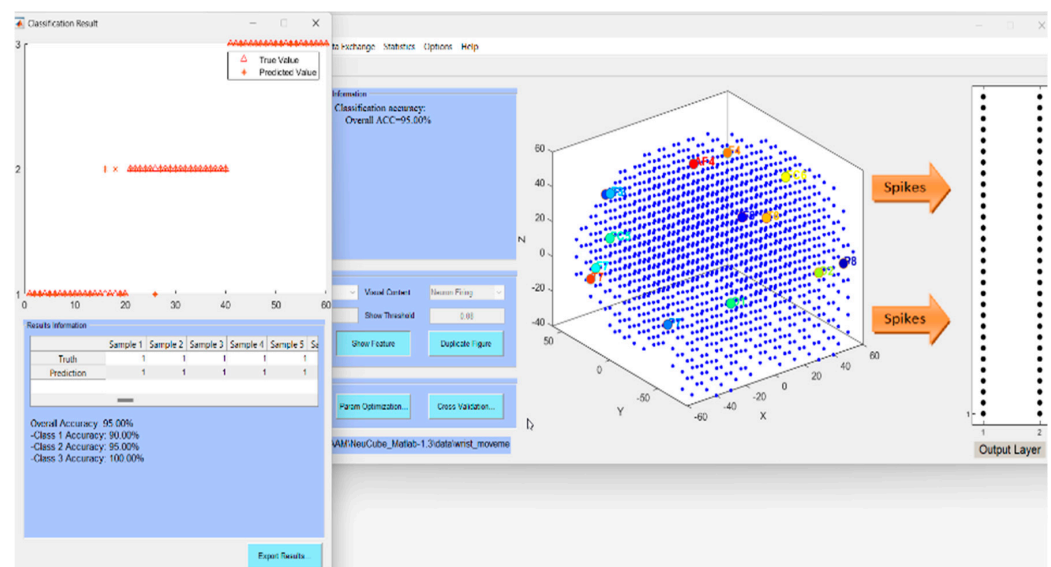 Classification Result
3
2
1
0 10 20 30 40 50 60
True Value
Predicted Value
Results Information
Sample 1 Sample 2 Sample 3 Sample 4 Sample 5
Truth 1 1 1 1 1
Prediction 1 1 1 1 1
Overall Accuracy: 95.00%
-Class 1 Accuracy: 90.00%
-Class 2 Accuracy: 95.00%
-Class 3 Accuracy: 100.00%
Export Results...
ta Exchange Statistics Options Help
Information
Classification accuracy:
Overall ACC=95.00%
Visual Content Neuron Firing
Show Threshold 0.08
Show Feature Duplicate Figure
Param Optimization... Cross Validation...
\AM\NeuCube_Matlab-1.3\data\wrist_moveme
60
40
20
0
-20
-40
Z
50
0
-50
Y
-60 -40 -20 0 20 40 60
X
AF4
F4
P8
Spikes
Spikes
1
1 2
Output Layer